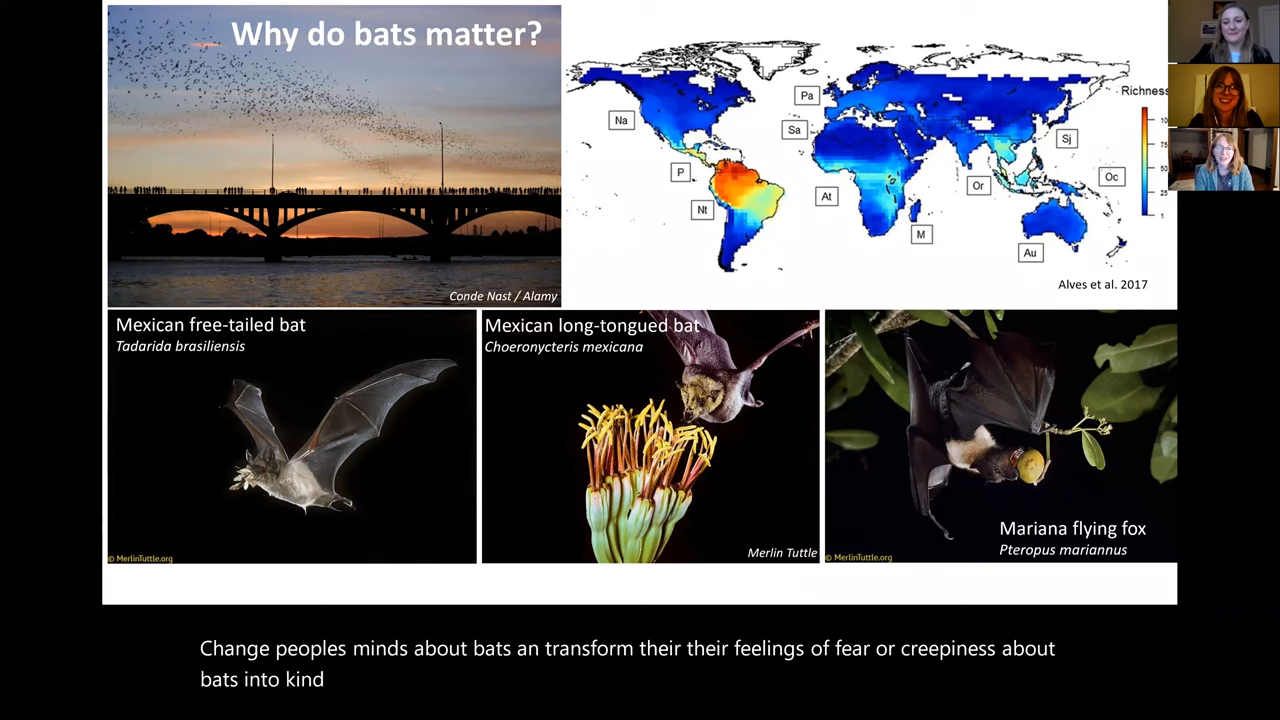 Why do bats matter?
Conde Nast / Alamy
Na
P
Nt
Pa
Sa
At
M
Or
Sj
Oc
Au
Richness
1
Alves et al. 2017
Mexican free-tailed bat
Tadarida brasiliensis
© MerlinTuttle.org
Mexican long-tongued bat
Choeronycteris mexicana
Merlin Tuttle
Mariana flying fox
Pteropus mariannus
© MerlinTuttle.org
Change peoples minds about bats an transform their their feelings of fear or creepiness about
bats into kind